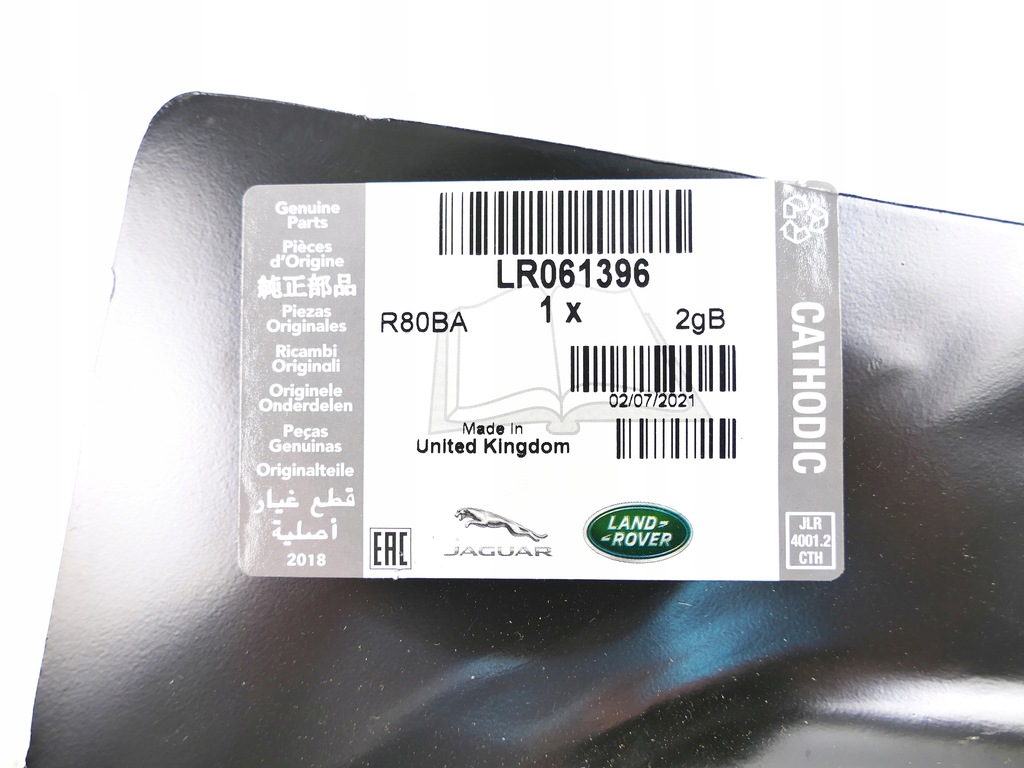 Genuine
Parts
Pièces
d'Origine
純正部品
Piezas
Originales
Ricambi
Originali
Originele
Onderdelen
Peças
Genuinas
Originalteile
قطع غيار
أصلية
2018
LR061396
1 x
R80BA
2gB
02/07/2021
Made In
United Kingdom
EAC
JAGUAR
LAND-
-ROVER
CATHODIC
JLR
4001.2
CTH